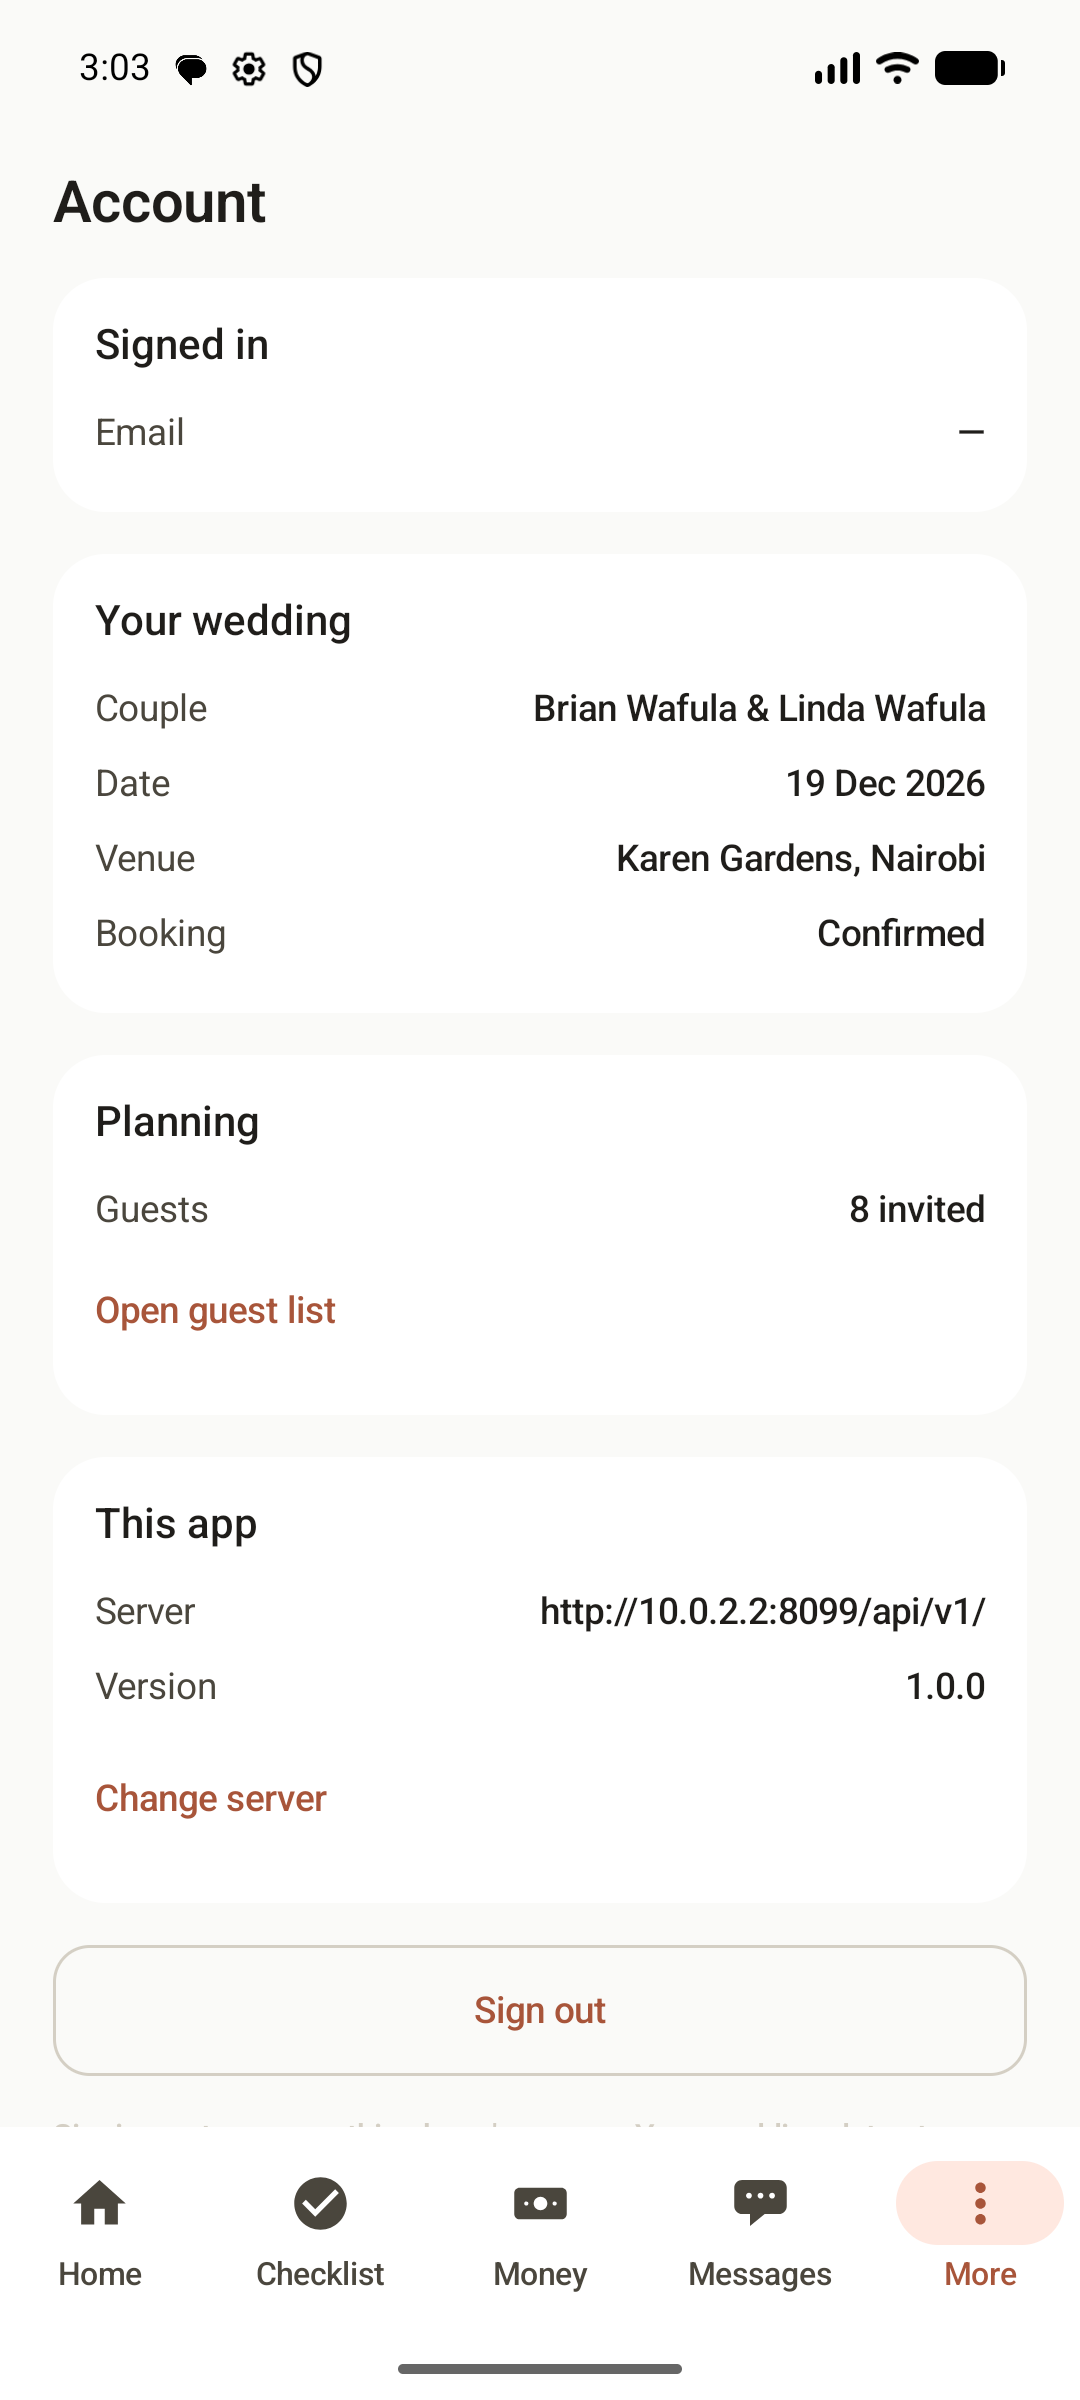 3:03
Account
Signed in
Email –
Your wedding
Couple Brian Wafula & Linda Wafula
Date 19 Dec 2026
Venue Karen Gardens, Nairobi
Booking Confirmed
Planning
Guests 8 invited
Open guest list
This app
Server http://10.0.2.2:8099/api/v1/
Version 1.0.0
Change server
Sign out
Home Checklist Money Messages More